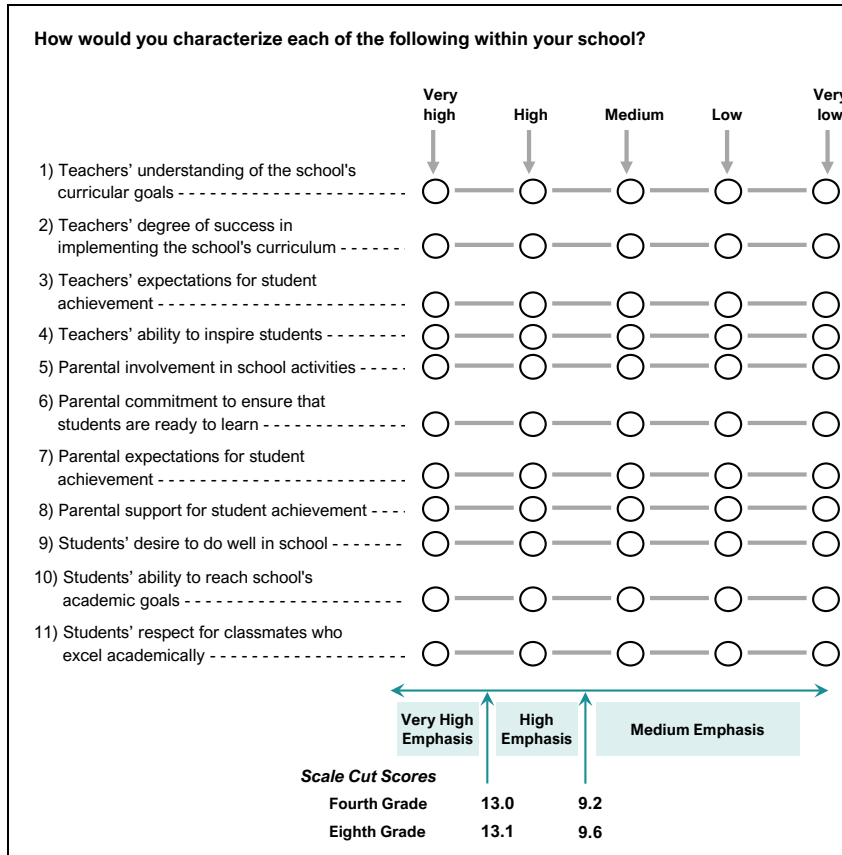 How would you characterize each of the following within your school?
Very high
High
Medium
Low
Very low
1) Teachers’ understanding of the school's
curricular goals - - - - - - - - - - - - - - - - - - - - - -
2) Teachers’ degree of success in
implementing the school's curriculum - - - - - -
3) Teachers’ expectations for student
achievement - - - - - - - - - - - - - - - - - - - - - - - -
4) Teachers’ ability to inspire students - - - - - - - -
5) Parental involvement in school activities - - - - -
6) Parental commitment to ensure that
students are ready to learn - - - - - - - - - - - - - -
7) Parental expectations for student
achievement - - - - - - - - - - - - - - - - - - - - - - - -
8) Parental support for student achievement - - - -
9) Students’ desire to do well in school - - - - - - - -
10) Students’ ability to reach school's
academic goals - - - - - - - - - - - - - - - - - - - - - -
11) Students’ respect for classmates who
excel academically - - - - - - - - - - - - - - - - - - -
Very High
Emphasis
High
Emphasis
Medium Emphasis
Scale Cut Scores
Fourth Grade 13.0 9.2
Eighth Grade 13.1 9.6